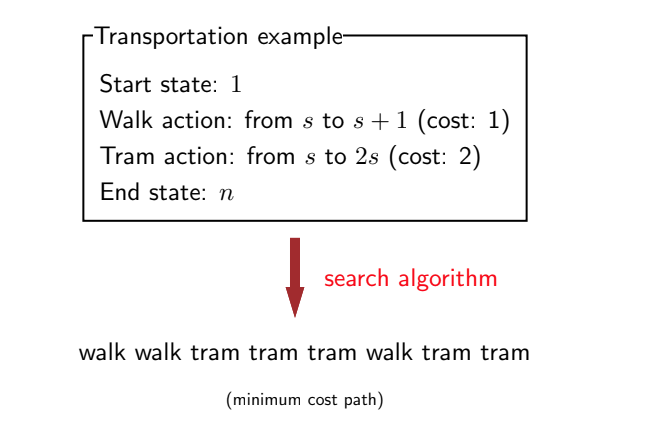 Transportation example
Start state: 1
Walk action: from s to s + 1 (cost: 1)
Tram action: from s to 2s (cost: 2)
End state: n
search algorithm
walk walk tram tram tram walk tram tram
(minimum cost path)